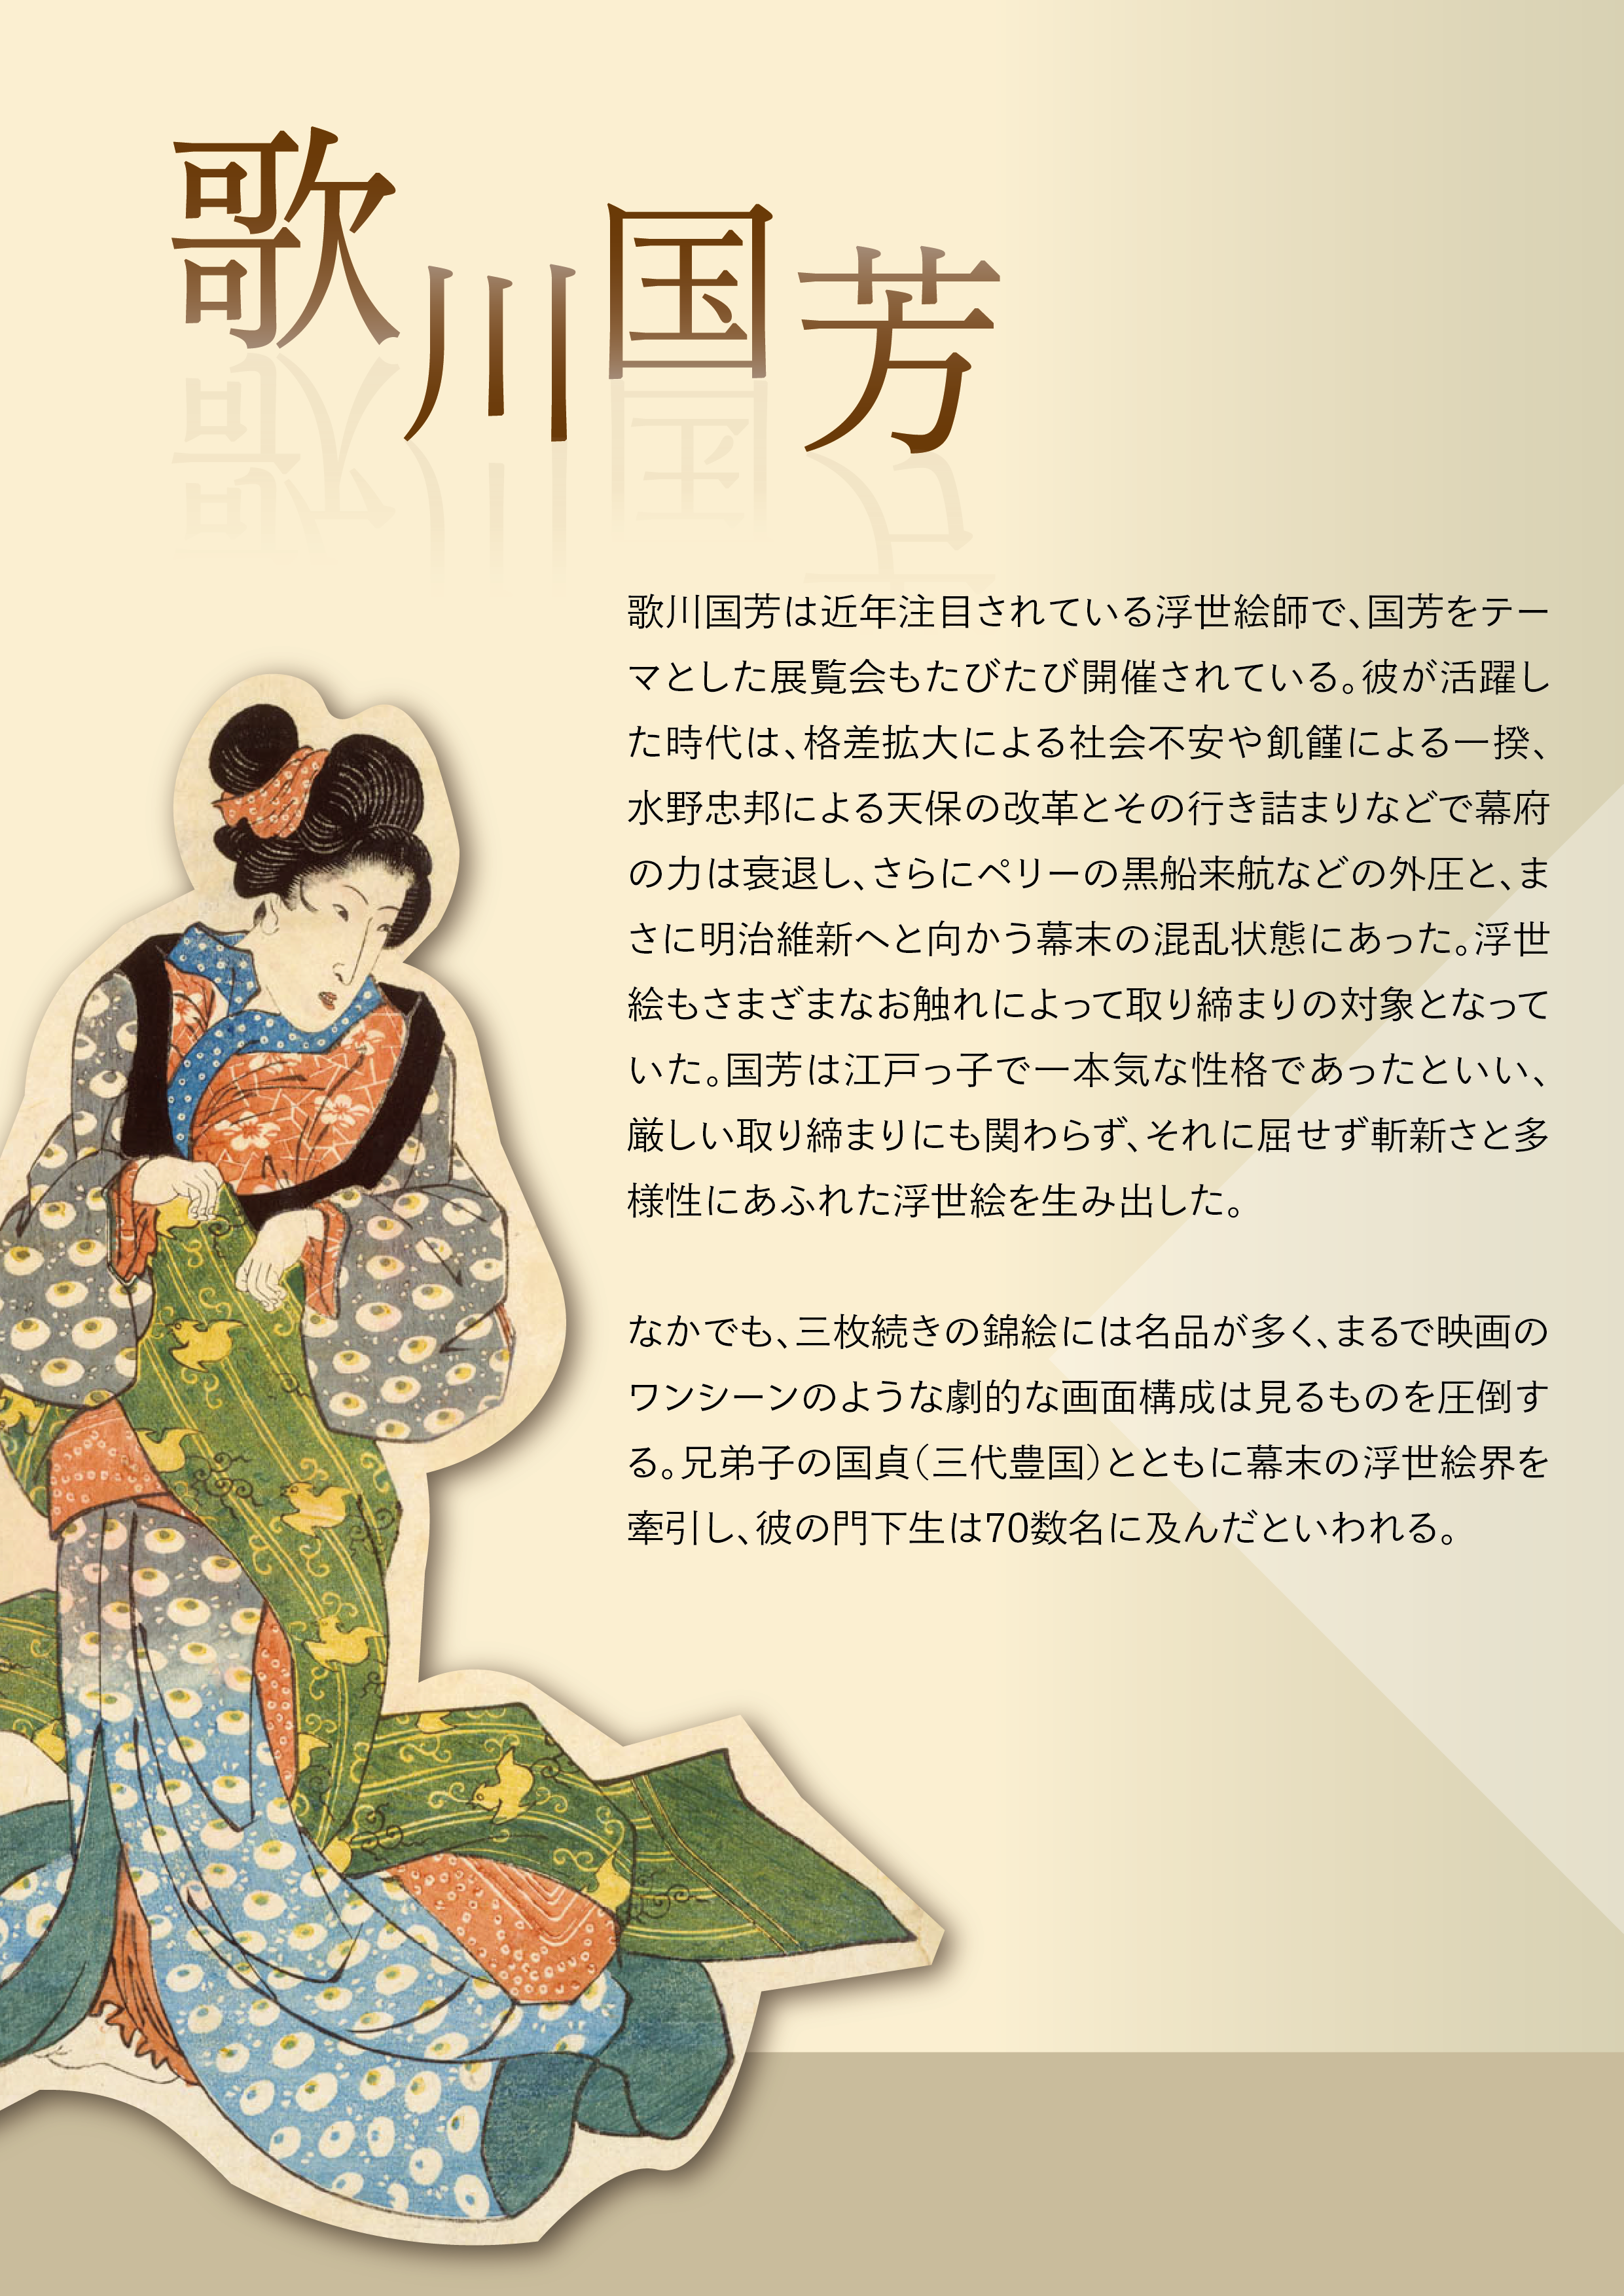 歌川国芳
歌川国芳は近年注目されている浮世絵師で、国芳をテー
マとした展覧会もたびたび開催されている。彼が活躍し
た時代は、格差拡大による社会不安や飢饉による一揆、
水野忠邦による天保の改革とその行き詰まりなどで幕府
の力は衰退し、さらにペリーの黒船来航などの外圧と、ま
さに明治維新へと向かう幕末の混乱状態にあった。浮世
絵もさまざまなお触れによって取り締まりの対象となって
いた。国芳は江戸っ子で一本気な性格であったといい、
厳しい取り締まりにも関わらず、それに屈せず斬新さと多
様性にあふれた浮世絵を生み出した。
なかでも、三枚続きの錦絵には名品が多く、まるで映画の
ワンシーンのような劇的な画面構成は見るものを圧倒す
る。兄弟子の国貞（三代豊国）とともに幕末の浮世絵界を
牽引し、彼の門下生は70数名に及んだといわれる。